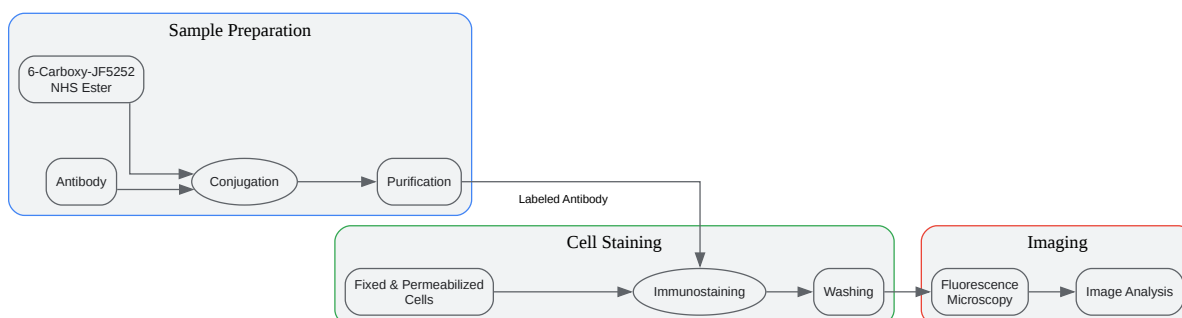 Sample Preparation
6-Carboxy-JF5252
NHS Ester
Antibody
Conjugation
Purification
Labeled Antibody
Cell Staining
Fixed & Permeabilized
Cells
Immunostaining
Washing
Imaging
Fluorescence
Microscopy
Image Analysis